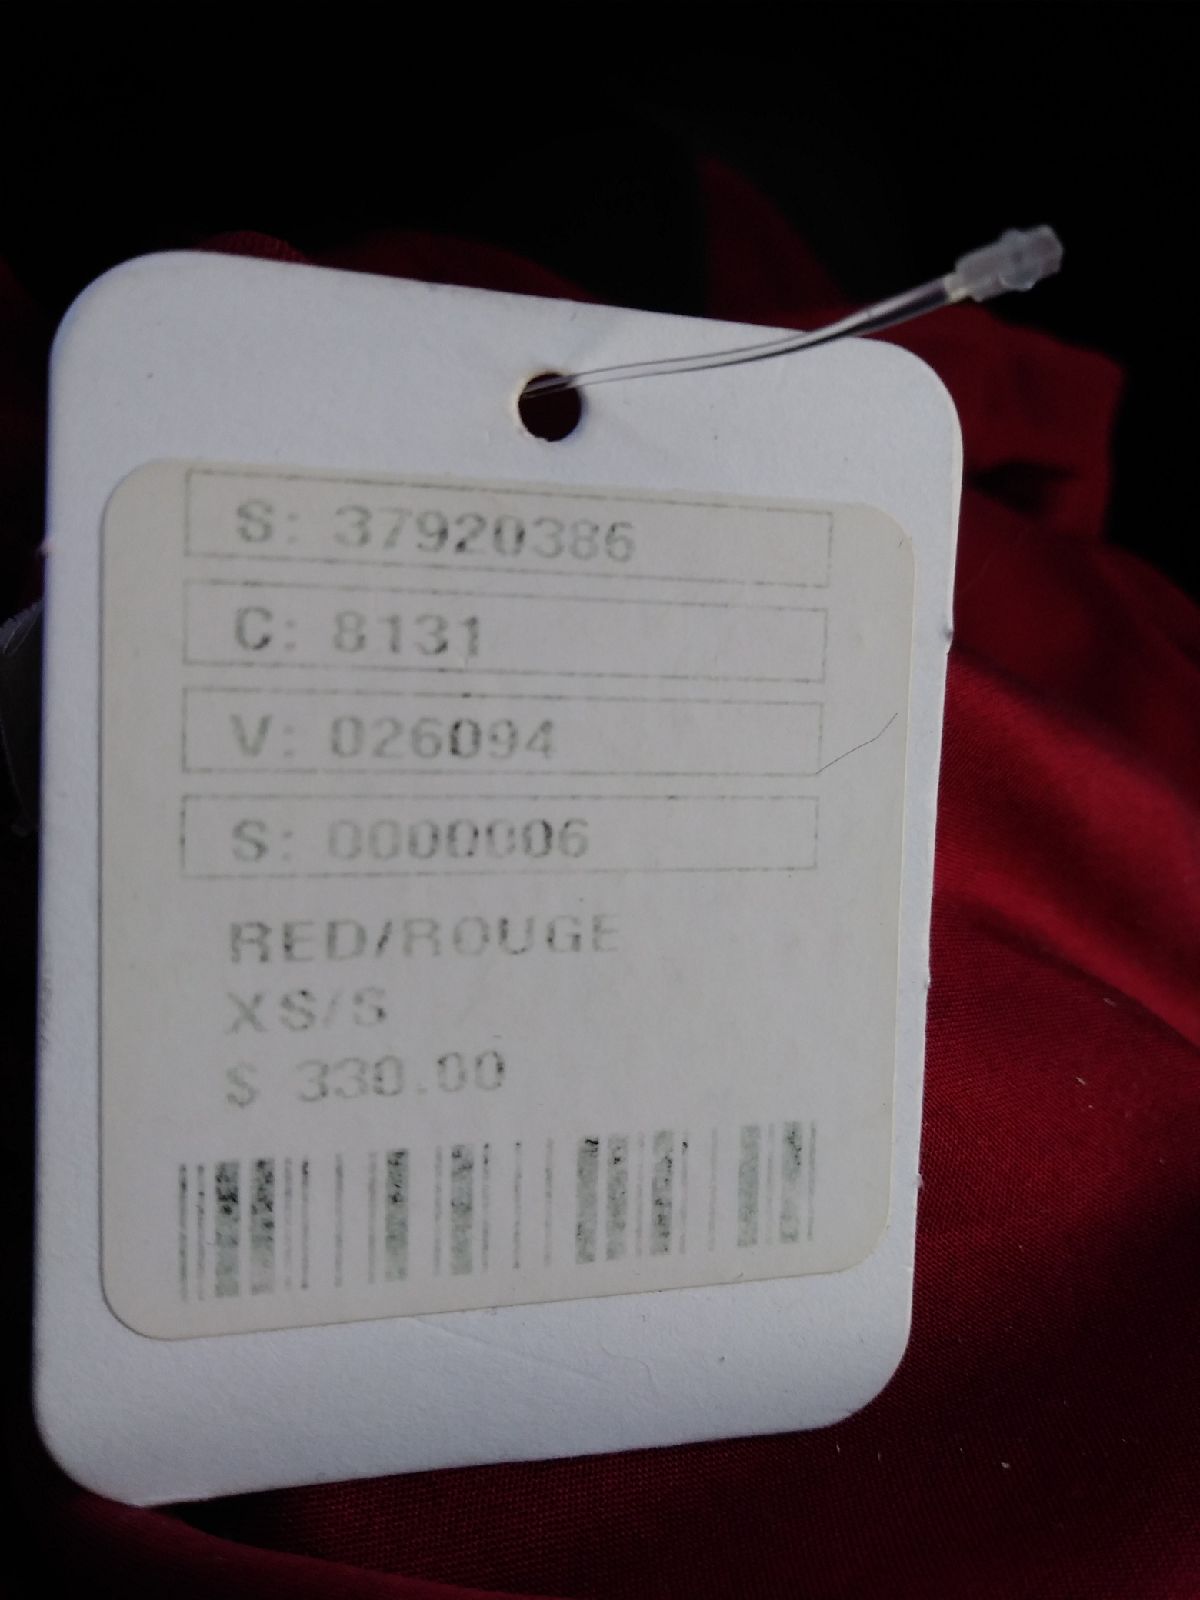 S: 37920386
C: 8131
V: 026094
S: 0000006
RED/ROUGE
XS/S
$ 330.00